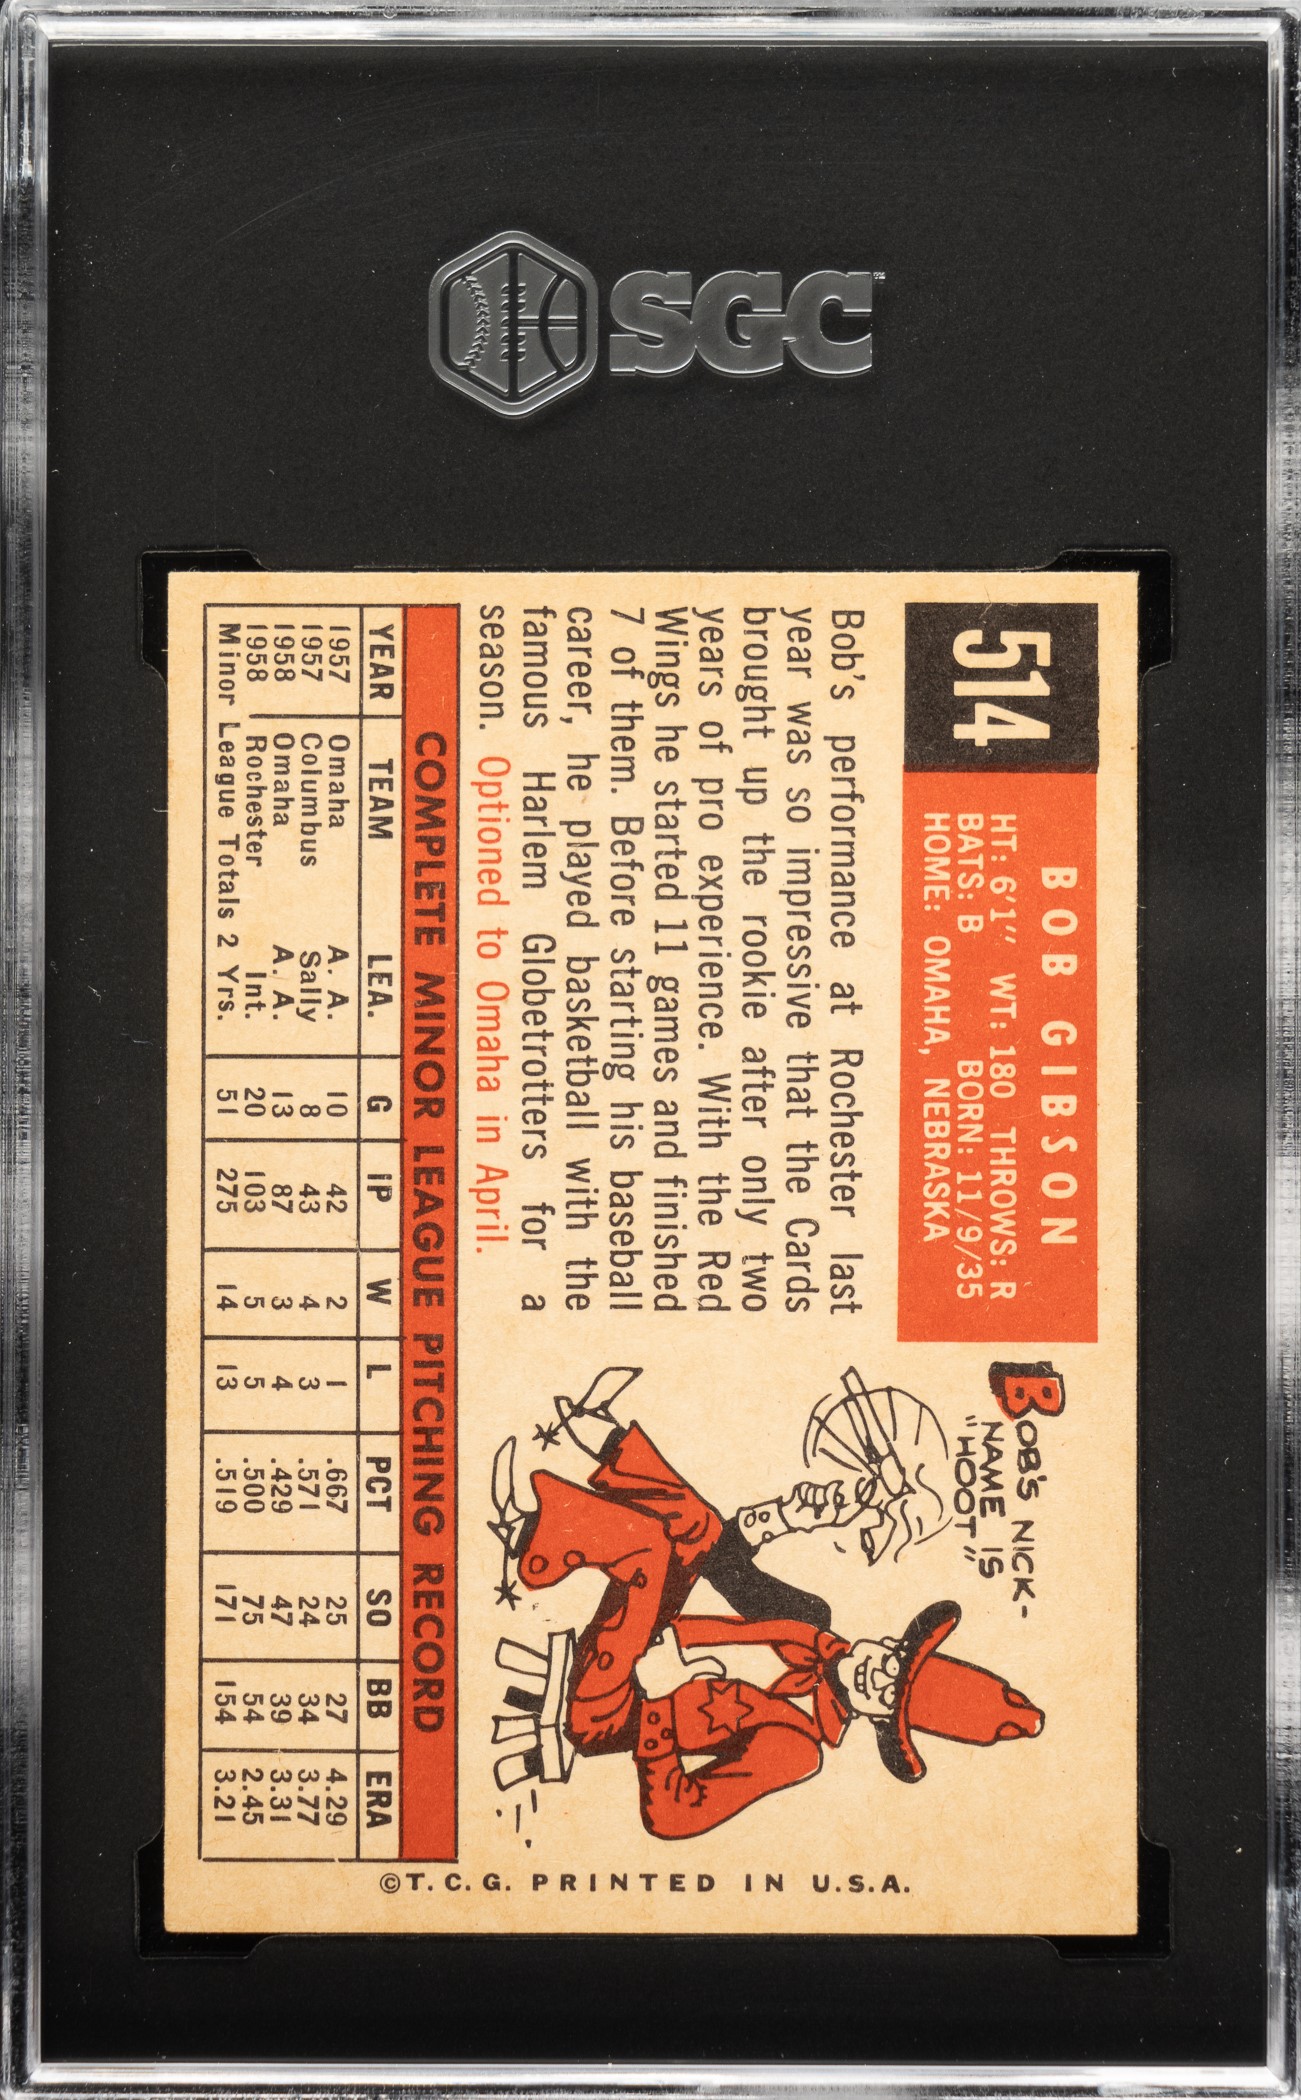 SGC
514
BOB GIBSON
HT: 6'1" WT: 180 THROWS: R
BATS: B BORN: 11/9/35
HOME: OMAHA, NEBRASKA
Bob's performance at Rochester last
year was so impressive that the Cards
brought up the rookie after only two
years of pro experience. With the Red
Wings he started 11 games and finished
7 of them. Before starting his baseball
career, he played basketball with the
famous Harlem Globetrotters for a
season. Optioned to Omaha in April.
BOB'S NICK-
NAME IS
"HOOT"
COMPLETE MINOR LEAGUE PITCHING RECORD
YEAR TEAM LEA. G IP W L PCT SO BB ERA
1957 Omaha A. A. 10 42 2 1 .667 25 27 4.29
1957 Columbus Sally 8 43 4 3 .571 24 34 3.77
1958 Omaha A. A. 13 87 3 4 .429 47 39 3.31
1958 Rochester Int. 20 103 5 5 .500 75 54 2.45
Minor League Totals 2 Yrs. 51 275 14 13 .519 171 154 3.21
©T. C. G. PRINTED IN U.S.A.